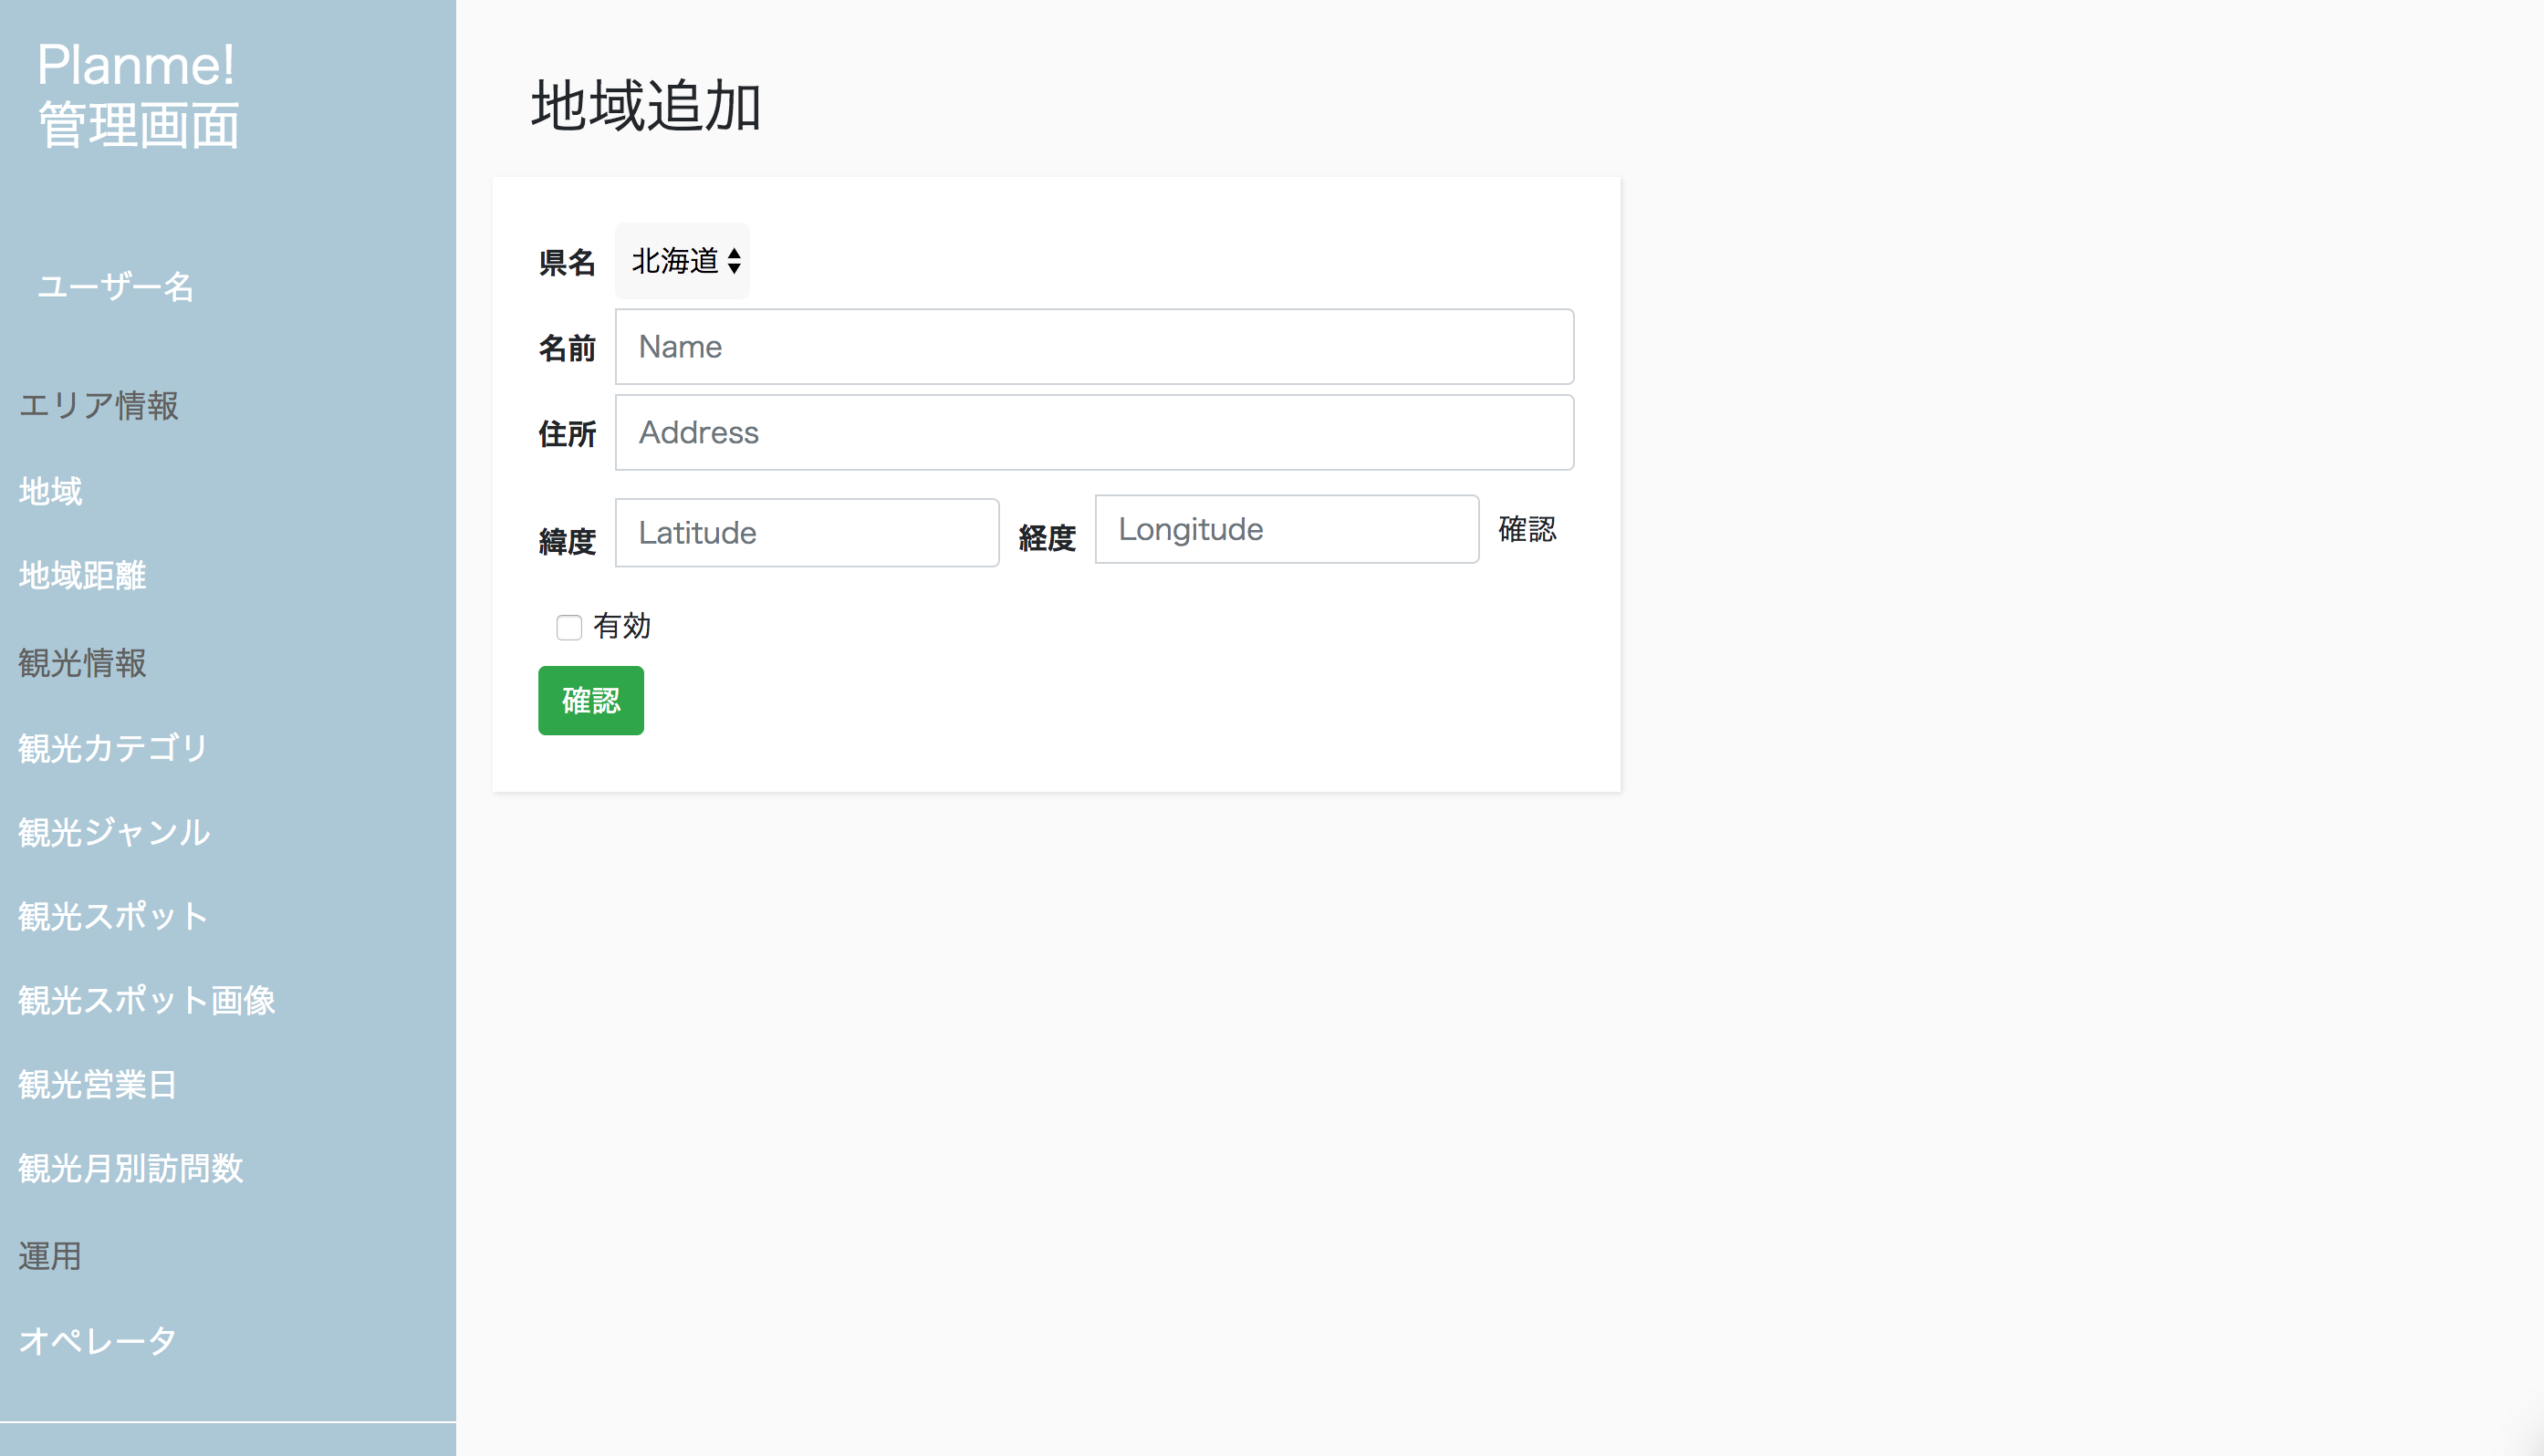 Planme!
管理画面
ユーザー名
エリア情報
地域
地域距離
観光情報
観光カテゴリ
観光ジャンル
観光スポット
観光スポット画像
観光営業日
観光月別訪問数
運用
オペレータ
地域追加
県名 北海道
名前 Name
住所 Address
緯度 Latitude 経度 Longitude 確認
有効
確認